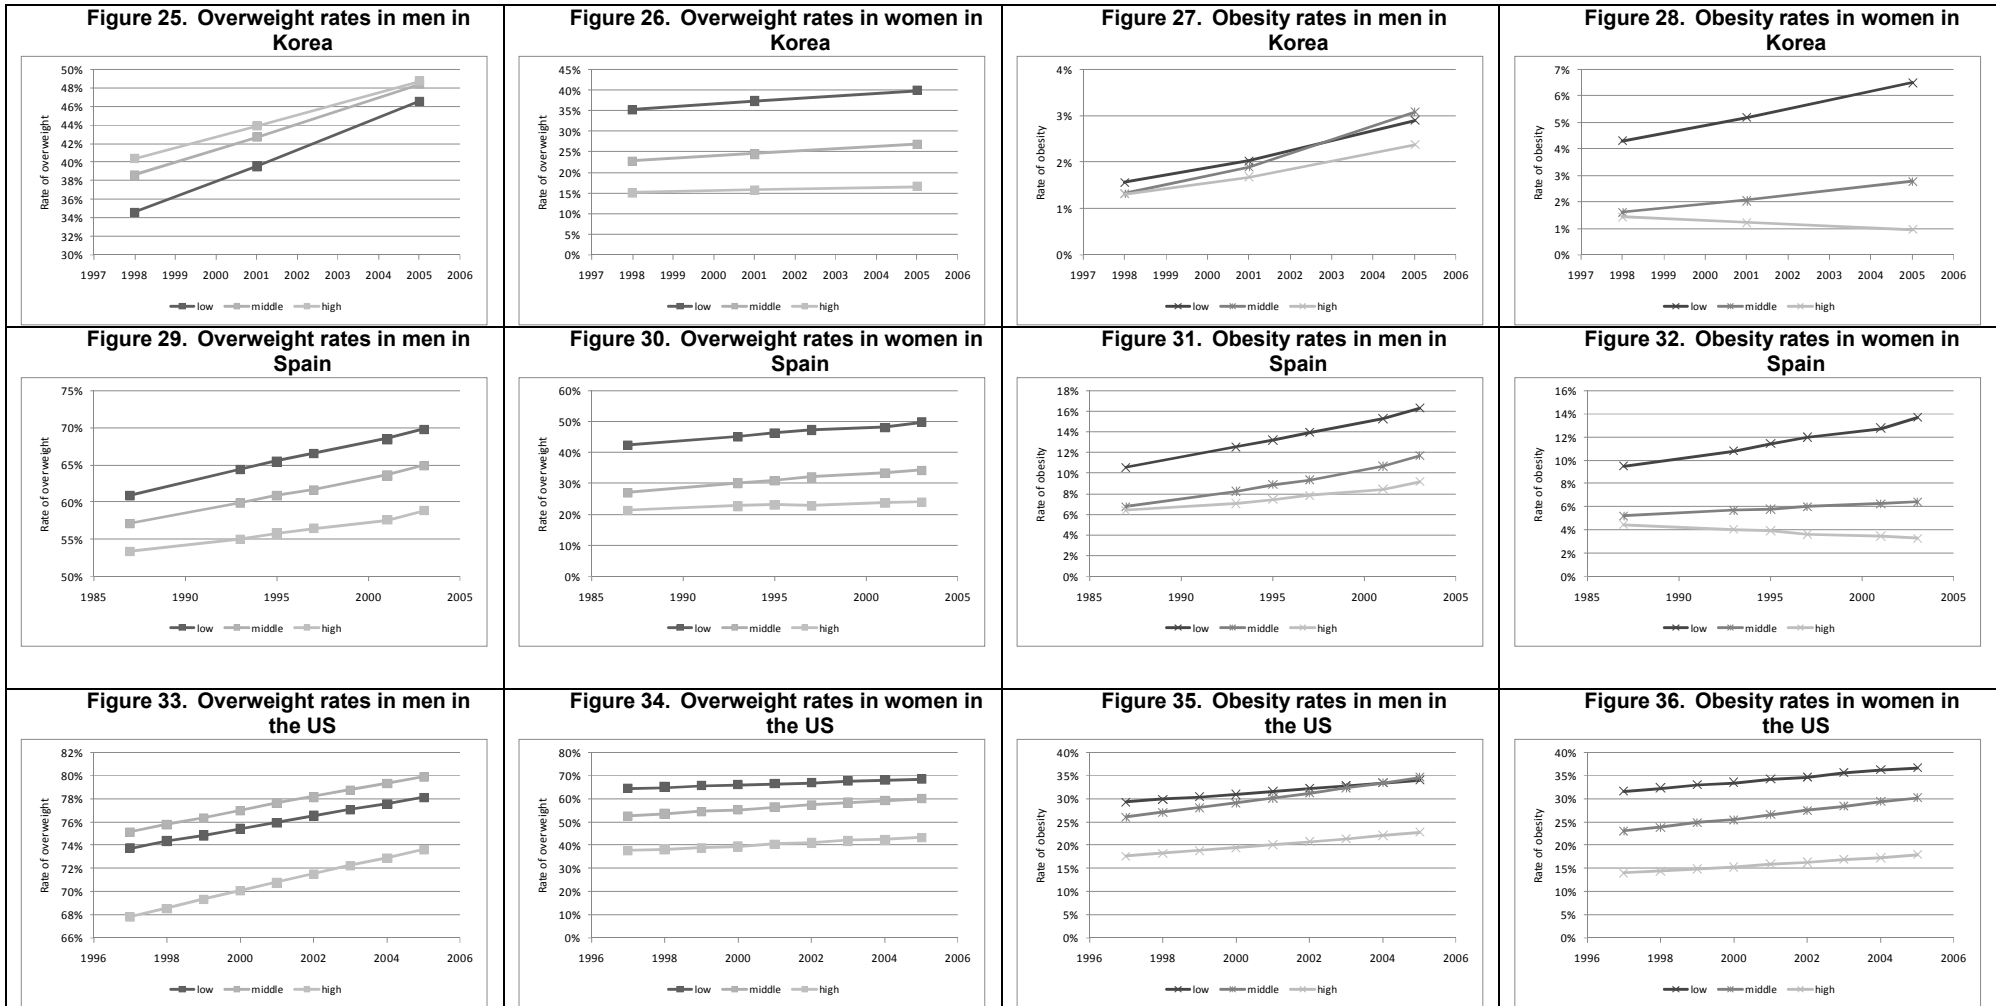 Figure 25. Overweight rates in men in
Korea
Rate of overweight
50%
48%
46%
44%
42%
40%
38%
36%
34%
32%
30%
1997 1998 1999 2000 2001 2002 2003 2004 2005 2006
low middle high
Figure 26. Overweight rates in women in
Korea
Rate of overweight
45%
40%
35%
30%
25%
20%
15%
10%
5%
0%
1997 1998 1999 2000 2001 2002 2003 2004 2005 2006
low middle high
Figure 27. Obesity rates in men in
Korea
Rate of obesity
4%
3%
2%
1%
0%
1997 1998 1999 2000 2001 2002 2003 2004 2005 2006
low middle high
Figure 28. Obesity rates in women in
Korea
Rate of obesity
7%
6%
5%
4%
3%
2%
1%
0%
1997 1998 1999 2000 2001 2002 2003 2004 2005 2006
low middle high
Figure 29. Overweight rates in men in
Spain
Rate of overweight
75%
70%
65%
60%
55%
50%
1985 1990 1995 2000 2005
low middle high
Figure 30. Overweight rates in women in
Spain
Rate of overweight
60%
50%
40%
30%
20%
10%
0%
1985 1990 1995 2000 2005
low middle high
Figure 31. Obesity rates in men in
Spain
Rate of obesity
18%
16%
14%
12%
10%
8%
6%
4%
2%
0%
1985 1990 1995 2000 2005
low middle high
Figure 32. Obesity rates in women in
Spain
Rate of obesity
16%
14%
12%
10%
8%
6%
4%
2%
0%
1985 1990 1995 2000 2005
low middle high
Figure 33. Overweight rates in men in
the US
Rate of overweight
82%
80%
78%
76%
74%
72%
70%
68%
66%
1996 1998 2000 2002 2004 2006
low middle high
Figure 34. Overweight rates in women in
the US
Rate of overweight
80%
70%
60%
50%
40%
30%
20%
10%
0%
1996 1998 2000 2002 2004 2006
low middle high
Figure 35. Obesity rates in men in
the US
Rate of obesity
40%
35%
30%
25%
20%
15%
10%
5%
0%
1996 1998 2000 2002 2004 2006
low middle high
Figure 36. Obesity rates in women in
the US
Rate of obesity
40%
35%
30%
25%
20%
15%
10%
5%
0%
1996 1998 2000 2002 2004 2006
low middle high